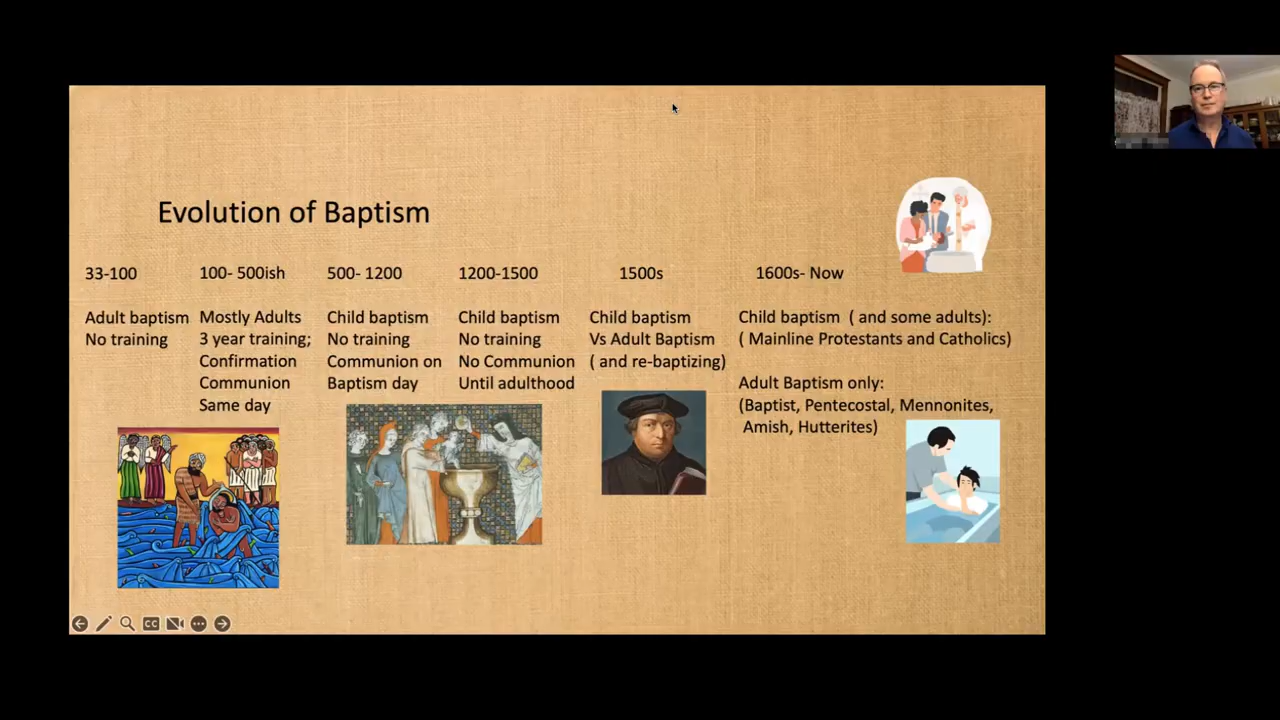 Evolution of Baptism
33-100
Adult baptism
No training
100- 500ish
Mostly Adults
3 year training;
Confirmation
Communion
Same day
500- 1200
Child baptism
No training
Communion on
Baptism day
1200-1500
Child baptism
No training
No Communion
Until adulthood
1500s
Child baptism
Vs Adult Baptism
( and re-baptizing)
1600s- Now
Child baptism ( and some adults):
( Mainline Protestants and Catholics)
Adult Baptism only:
(Baptist, Pentecostal, Mennonites,
Amish, Hutterites)
CC